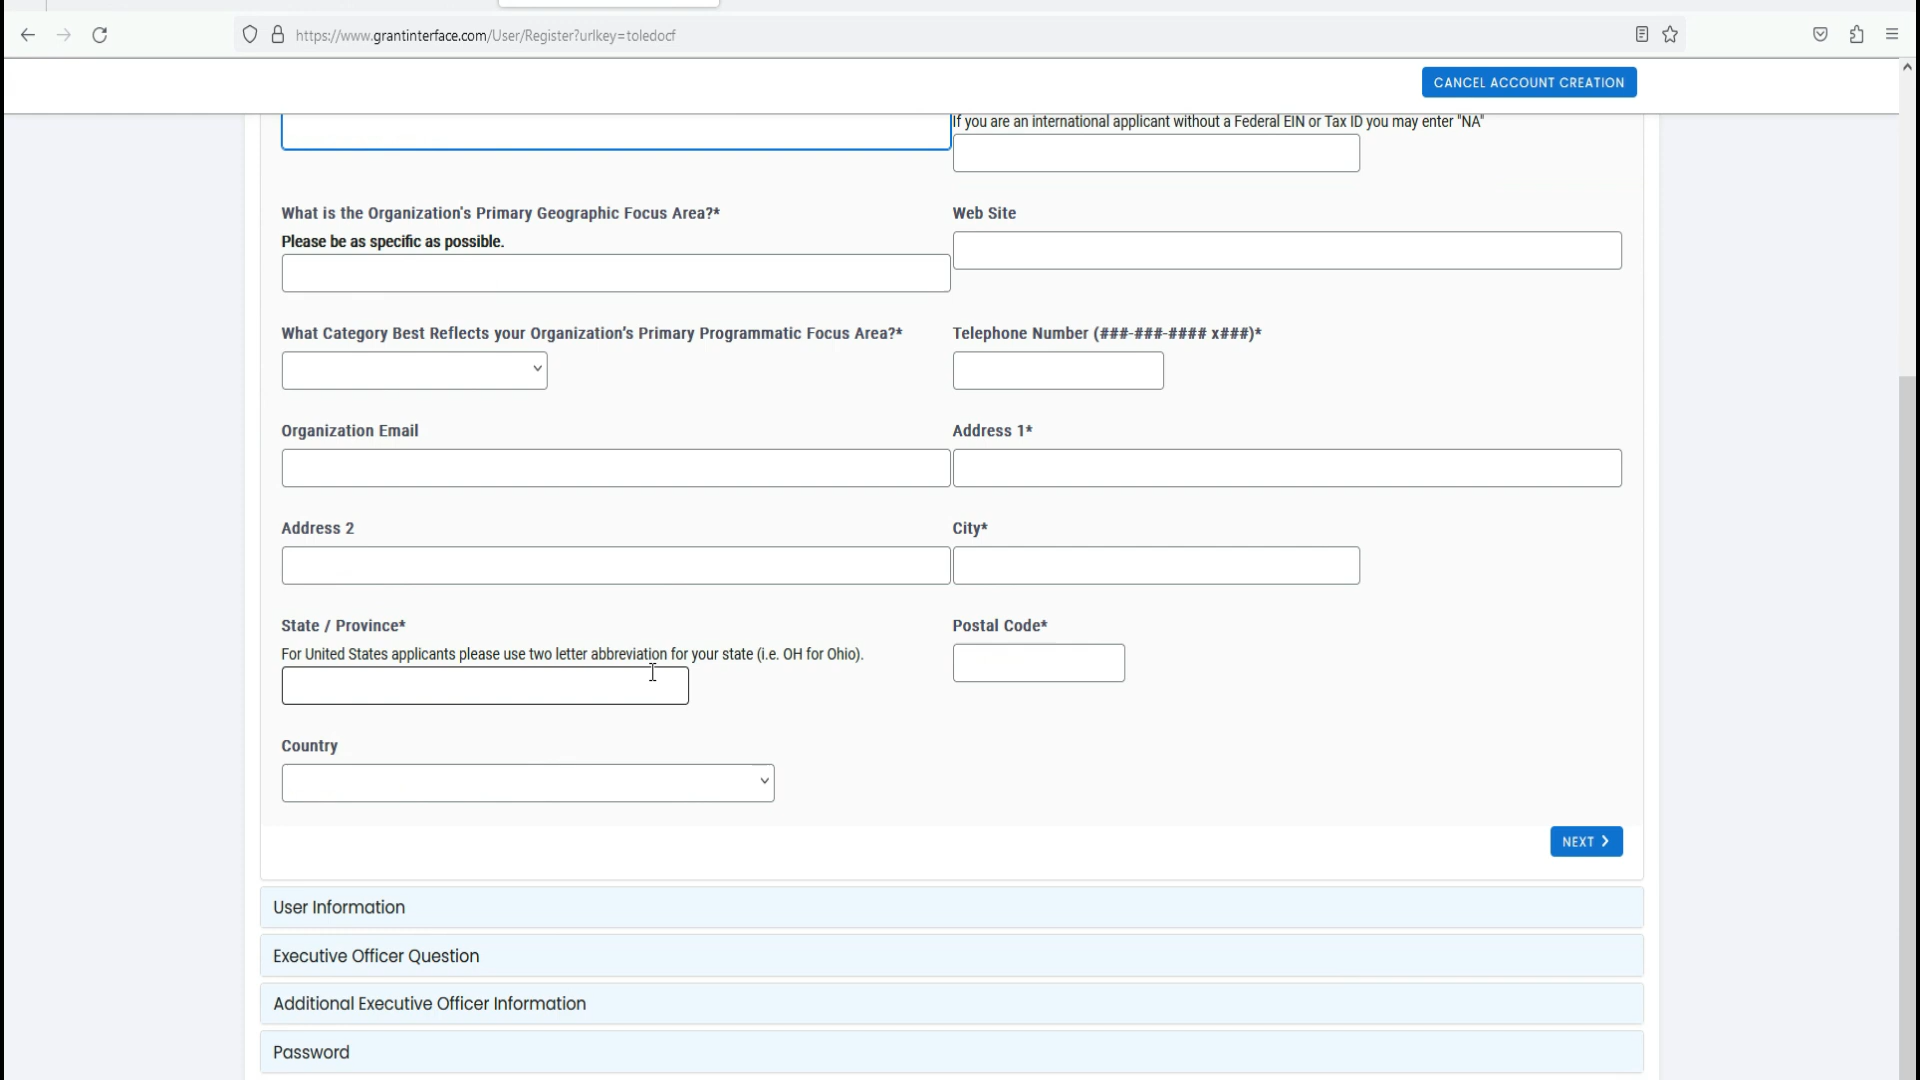 https://www.grantinterface.com/User/Register?urlkey=toledocf
CANCEL ACCOUNT CREATION
If you are an international applicant without a Federal EIN or Tax ID you may enter "NA"
What is the Organization's Primary Geographic Focus Area?*
Please be as specific as possible.
Web Site
What Category Best Reflects your Organization's Primary Programmatic Focus Area?*
Telephone Number (###-###-#### x###)*
Organization Email
Address 1*
Address 2
City*
State / Province*
For United States applicants please use two letter abbreviation for your state (i.e. OH for Ohio).
Postal Code*
Country
NEXT
User Information
Executive Officer Question
Additional Executive Officer Information
Password